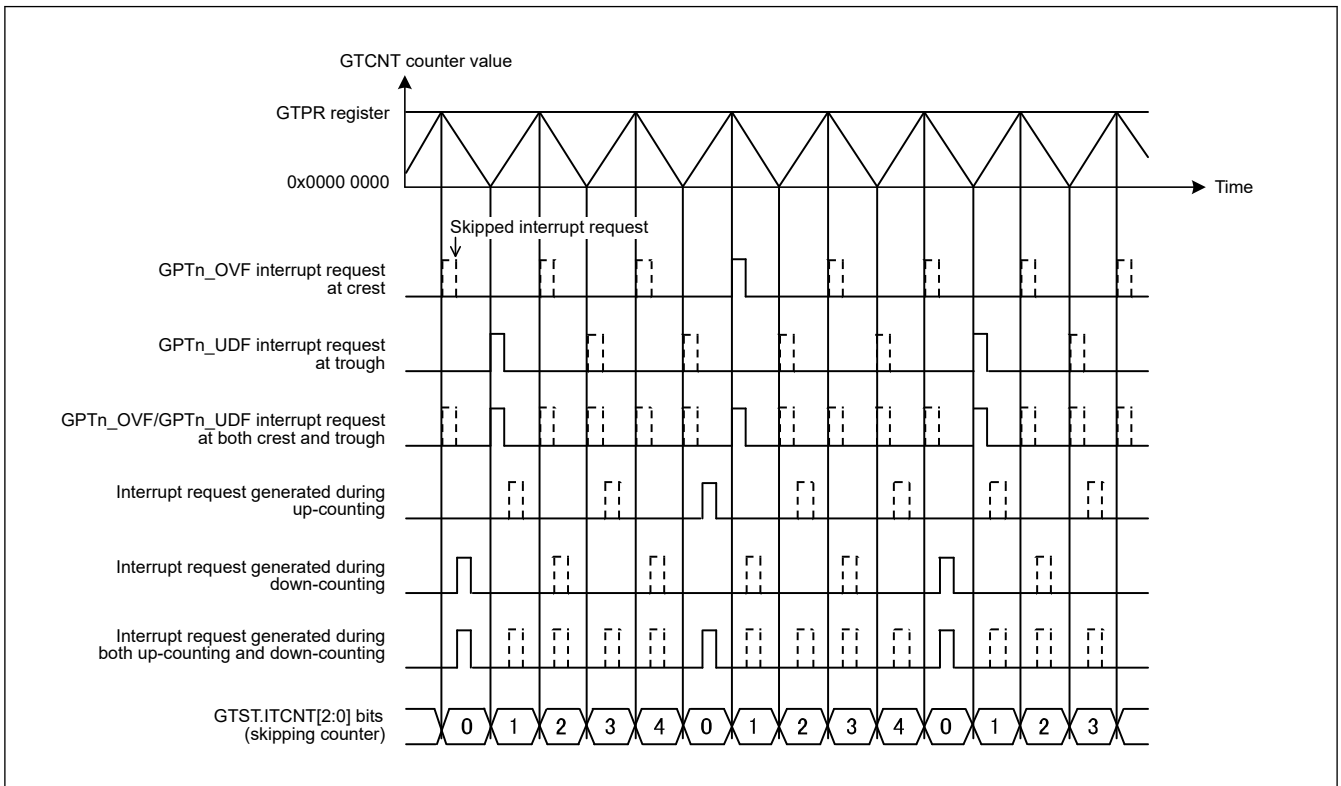 GTCNT counter value
GTPR register
0x0000 0000
Time
Skipped interrupt request
GPTn_OVF interrupt request
at crest
GPTn_UDF interrupt request
at trough
GPTn_OVF/GPTn_UDF interrupt request
at both crest and trough
Interrupt request generated during
up-counting
Interrupt request generated during
down-counting
Interrupt request generated during
both up-counting and down-counting
GTST.ITCNT[2:0] bits
(skipping counter)
0 1 2 3 4 0 1 2 3 4 0 1 2 3